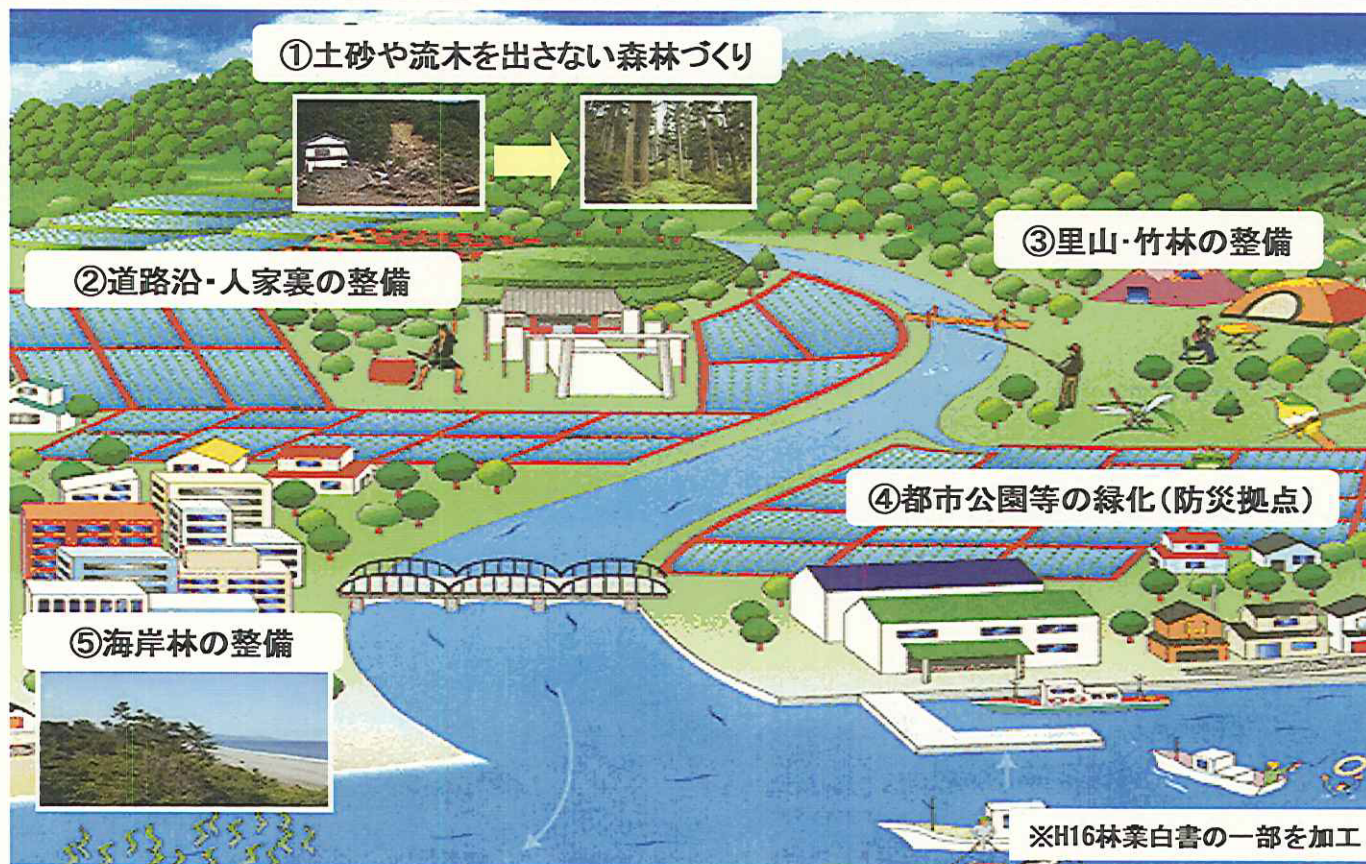 ①土砂や流木を出さない森林づくり
②道路沿・人家裏の整備
③里山・竹林の整備
④都市公園等の緑化(防災拠点)
⑤海岸林の整備
※H16林業白書の一部を加工